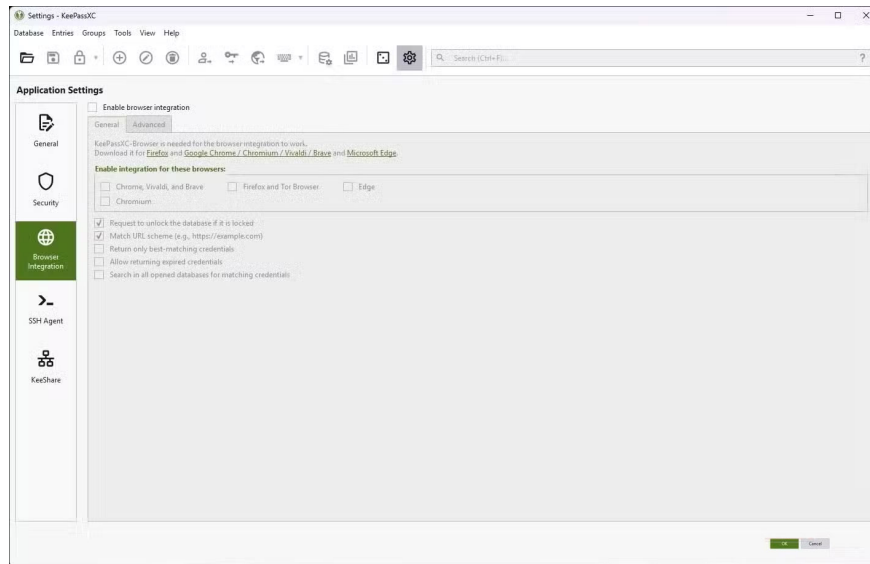 Settings - KeePassXC
Database Entries Groups Tools View Help
Search (Ctrl+F)...
?
Application Settings
General
Security
Browser Integration
SSH Agent
KeeShare
Enable browser integration
General Advanced
KeePassXC-Browser is needed for the browser integration to work.
Download it for Firefox and Google Chrome / Chromium / Vivaldi / Brave and Microsoft Edge.
Enable integration for these browsers:
Chrome, Vivaldi, and Brave Firefox and Tor Browser Edge
Chromium
Request to unlock the database if it is locked
Match URL scheme (e.g., https://example.com)
Return only best-matching credentials
Allow returning expired credentials
Search in all opened databases for matching credentials
OK Cancel